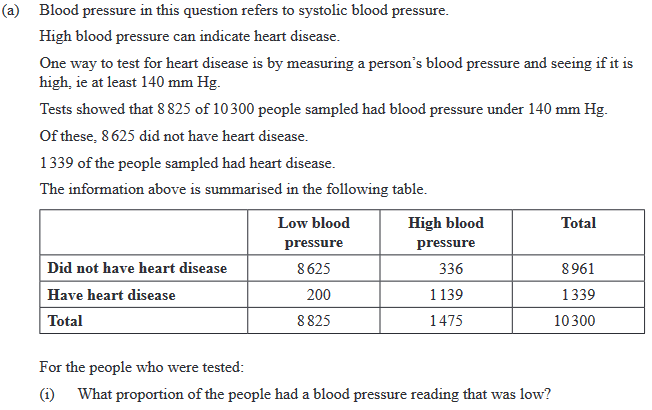 (a) Blood pressure in this question refers to systolic blood pressure.
High blood pressure can indicate heart disease.
One way to test for heart disease is by measuring a person's blood pressure and seeing if it is
high, ie at least 140 mm Hg.
Tests showed that 8 825 of 10 300 people sampled had blood pressure under 140 mm Hg.
Of these, 8 625 did not have heart disease.
1 339 of the people sampled had heart disease.
The information above is summarised in the following table.
Low blood pressure High blood pressure Total
Did not have heart disease 8 625 336 8 961
Have heart disease 200 1 139 1 339
Total 8 825 1 475 10 300
For the people who were tested:
(i) What proportion of the people had a blood pressure reading that was low?